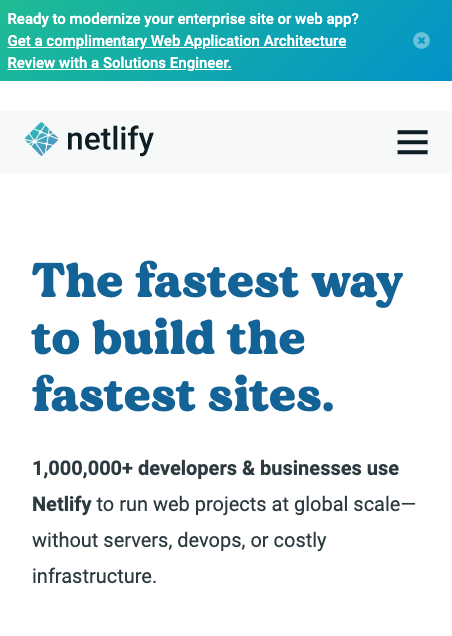 Ready to modernize your enterprise site or web app?
Get a complimentary Web Application Architecture
Review with a Solutions Engineer.
netlify
The fastest way
to build the
fastest sites.
1,000,000+ developers & businesses use
Netlify to run web projects at global scale—
without servers, devops, or costly
infrastructure.